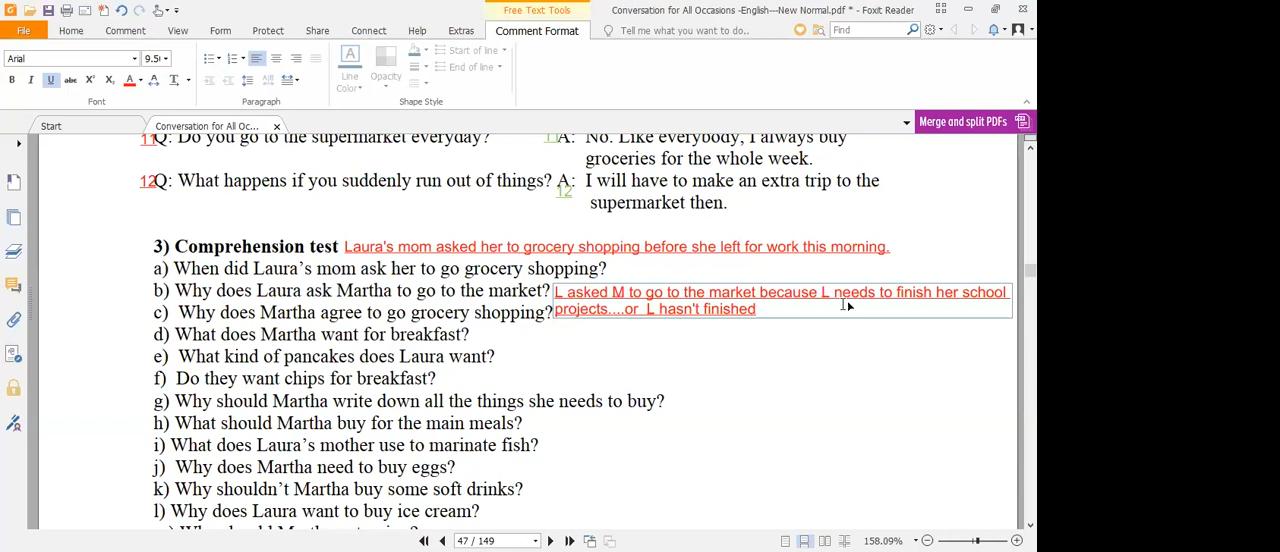 Free Text Tools
Conversation for All Occasions -English---New Normal.pdf * - Foxit Reader
File Home Comment View Form Protect Share Connect Help Extras Comment Format Tell me what you want to do.. Find
Arial 9.5
Line Color Opacity
Start of line
End of line
Font Paragraph Shape Style
Start Conversation for All Oc...
Merge and split PDFs
11Q: Do you go to the supermarket everyday? 11A: No. Like everybody, I always buy
groceries for the whole week.
12Q: What happens if you suddenly run out of things? A: I will have to make an extra trip to the
12 supermarket then.
3) Comprehension test Laura's mom asked her to grocery shopping before she left for work this morning.
a) When did Laura’s mom ask her to go grocery shopping?
b) Why does Laura ask Martha to go to the market? L asked M to go to the market because L needs to finish her school
projects....or L hasn't finished
c) Why does Martha agree to go grocery shopping?
d) What does Martha want for breakfast?
e) What kind of pancakes does Laura want?
f) Do they want chips for breakfast?
g) Why should Martha write down all the things she needs to buy?
h) What should Martha buy for the main meals?
i) What does Laura’s mother use to marinate fish?
j) Why does Martha need to buy eggs?
k) Why shouldn’t Martha buy some soft drinks?
l) Why does Laura want to buy ice cream?
47 / 149
158.09%